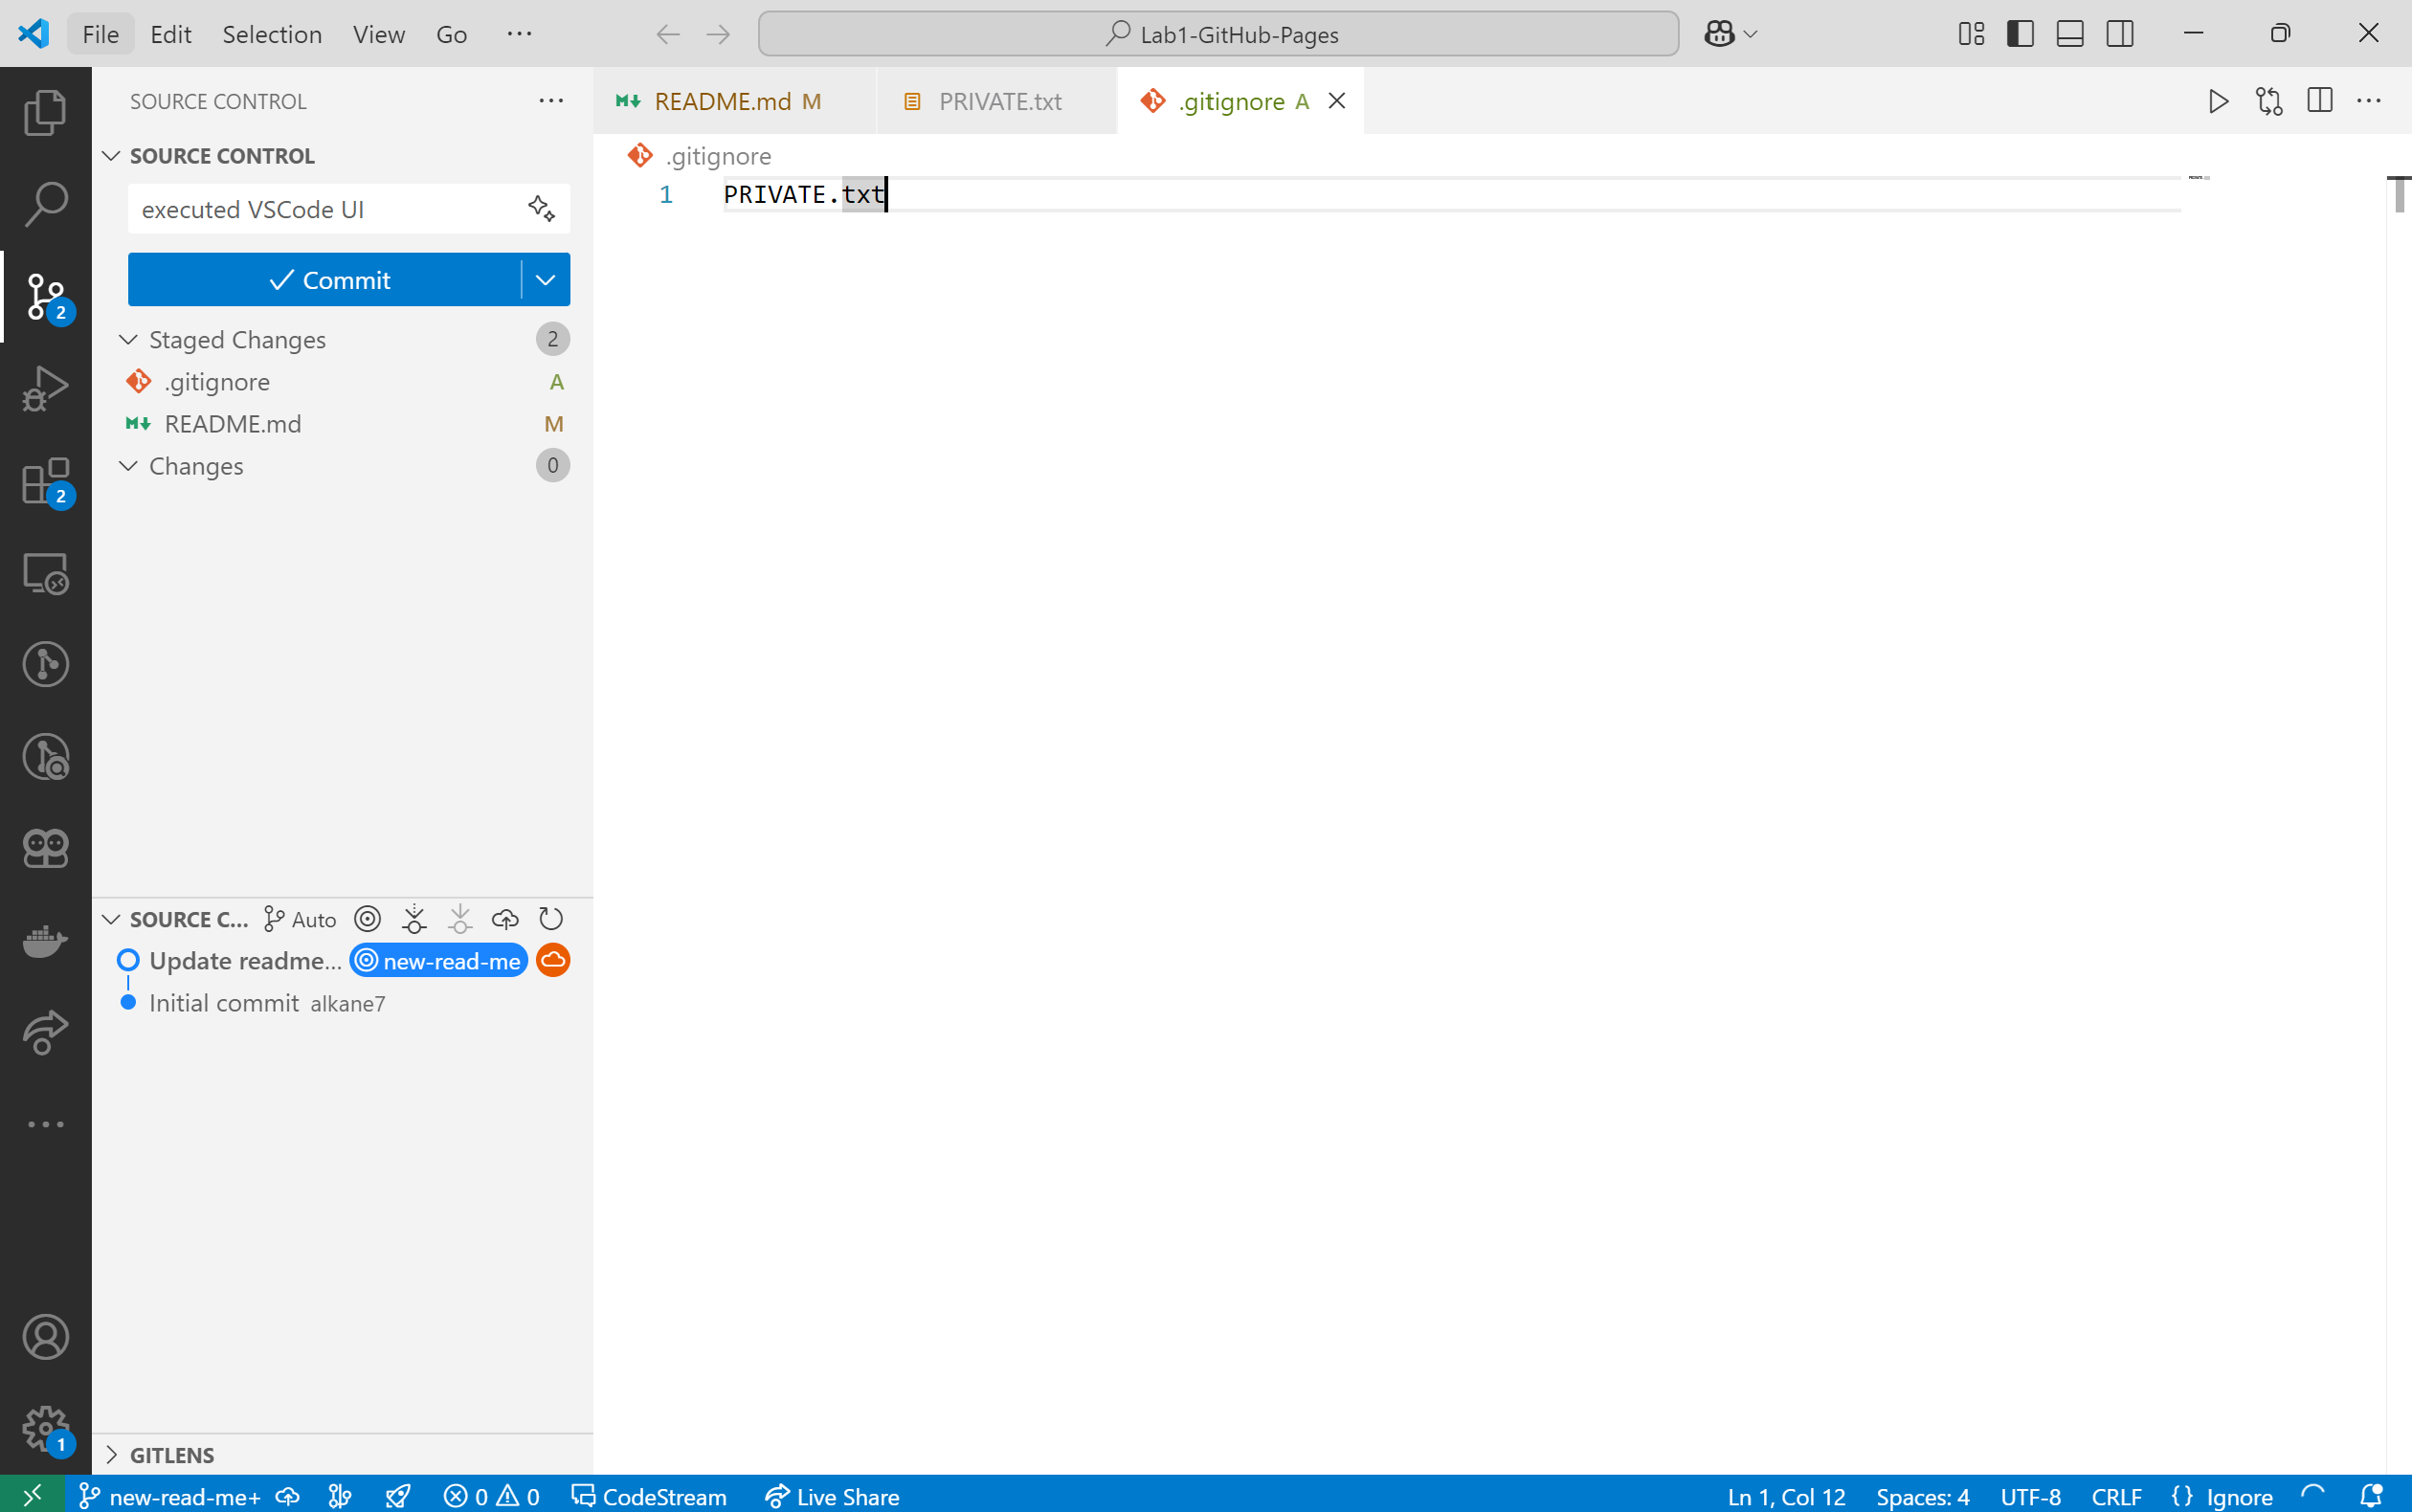 File Edit Selection View Go
Lab1-GitHub-Pages
SOURCE CONTROL
SOURCE CONTROL
executed VSCode UI
Commit
Staged Changes 2
.gitignore A
README.md M
Changes 0
2
2
SOURCE C... Auto
Update readme... new-read-me
Initial commit alkane7
1
GITLENS
README.md M PRIVATE.txt .gitignore A
.gitignore
1 PRIVATE.txt
new-read-me+ 0 0 CodeStream Live Share Ln 1, Col 12 Spaces: 4 UTF-8 CRLF {} Ignore